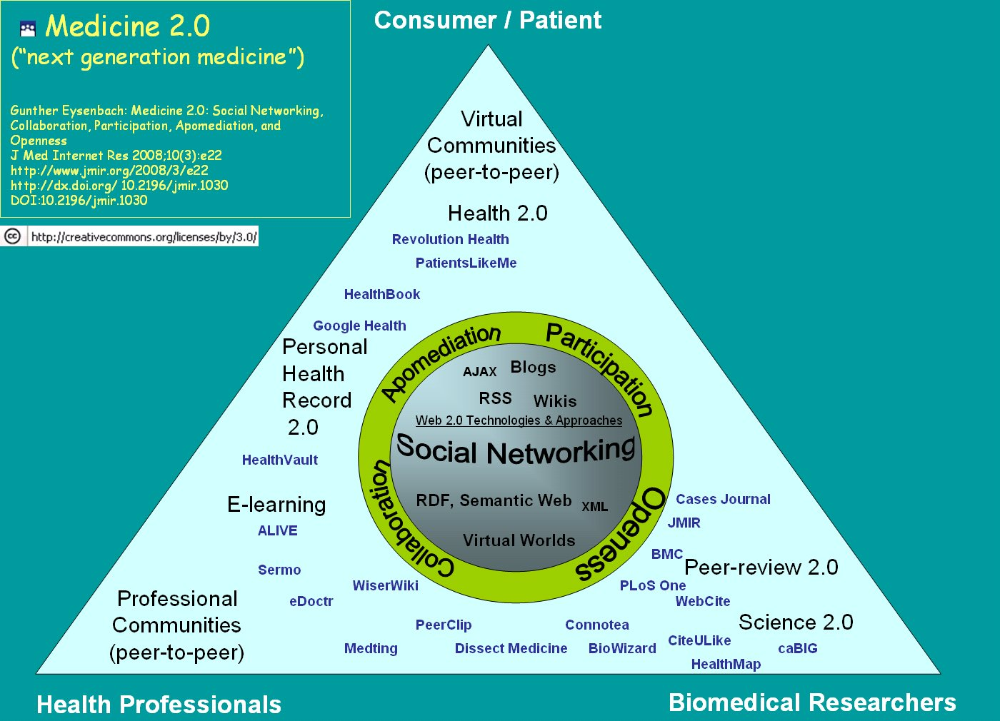 Medicine 2.0
(“next generation medicine”)
Gunther Eysenbach: Medicine 2.0: Social Networking,
Collaboration, Participation, Apomediation, and
Openness
J Med Internet Res 2008;10(3):e22
http://www.jmir.org/2008/3/e22
http://dx.doi.org/ 10.2196/jmir.1030
DOI:10.2196/jmir.1030
cc http://creativecommons.org/licenses/by/3.0/
Consumer / Patient
Virtual
Communities
(peer-to-peer)
Health 2.0
Revolution Health
PatientsLikeMe
HealthBook
Google Health
Personal
Health
Record
2.0
HealthVault
E-learning
ALIVE
Sermo
eDoctr
WiserWiki
Professional
Communities
(peer-to-peer)
Apomediation
Participation
Collaboration
Openess
AJAX
Blogs
RSS
Wikis
Web 2.0 Technologies & Approaches
Social Networking
RDF, Semantic Web
XML
Virtual Worlds
Cases Journal
JMIR
BMC
Peer-review 2.0
PLoS One
WebCite
Science 2.0
PeerClip
Connotea
CiteULike
Medting
Dissect Medicine
BioWizard
caBIG
HealthMap
Health Professionals
Biomedical Researchers